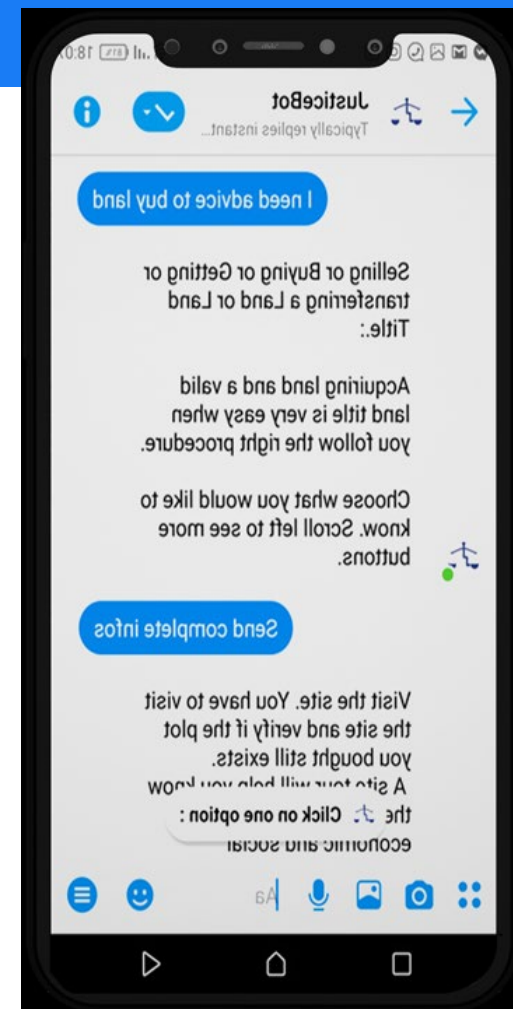 18:0
81%
JusticeBot
Typically replies instant...
I need advice to buy land
Selling or Buying or Getting or
transferring a Land or Land
Title.:
Acquiring land and a valid
land title is very easy when
you follow the right procedure.
Choose what you would like to
know. Scroll left to see more
buttons.
Send complete infos
Visit the site. You have to visit
the site and verify if the plot
you bought still exists.
A site tour will help you know
the
Click on one option :
economic and social
Aa